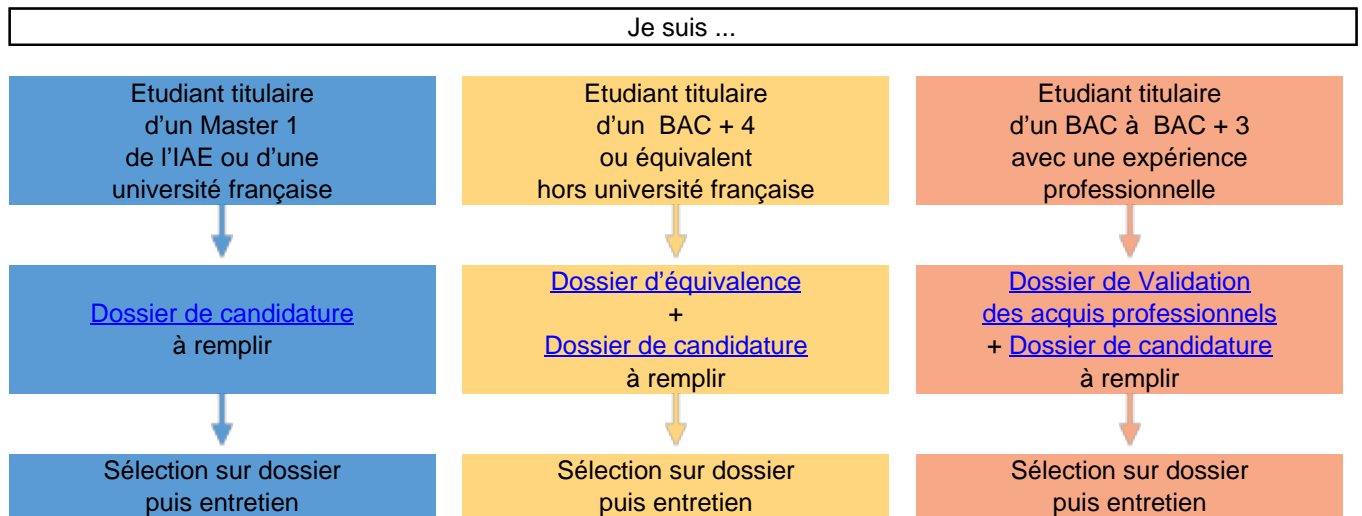 Je suis ...
Etudiant titulaire
d'un Master 1
de l'IAE ou d'une
université française
Etudiant titulaire
d'un  BAC + 4
ou équivalent
hors université française
Etudiant titulaire
d'un BAC à  BAC + 3
avec une expérience
professionnelle
Dossier de candidature
à remplir
Dossier d'équivalence
+
Dossier de candidature
à remplir
Dossier de Validation
des acquis professionnels
+ Dossier de candidature
à remplir
Sélection sur dossier
puis entretien
Sélection sur dossier
puis entretien
Sélection sur dossier
puis entretien